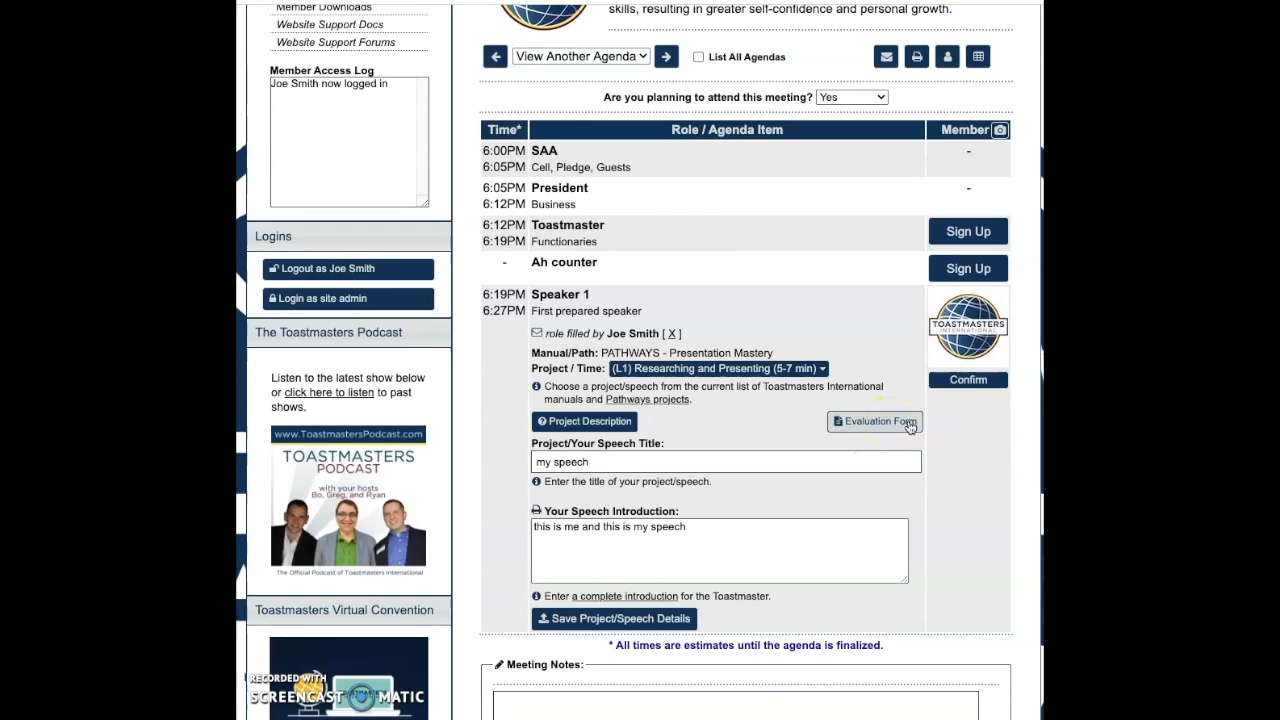 Member Downloads
Website Support Docs
Website Support Forums
Member Access Log
Joe Smith now logged in
Logins
Logout as Joe Smith
Login as site admin
The Toastmasters Podcast
Listen to the latest show below
or click here to listen to past
shows.
www.ToastmastersPodcast.com
TOASTMASTERS
PODCAST
with your hosts
Bo, Greg, and Ryan
The Official Podcast of Toastmasters International
Toastmasters Virtual Convention
RECORDED WITH
SCREENCAST MATIC
skills, resulting in greater self-confidence and personal growth.
View Another Agenda
List All Agendas
Are you planning to attend this meeting? Yes
Time* Role / Agenda Item Member
6:00PM SAA -
6:05PM Cell, Pledge, Guests
6:05PM President -
6:12PM Business
6:12PM Toastmaster Sign Up
6:19PM Functionaries
- Ah counter Sign Up
6:19PM Speaker 1
6:27PM First prepared speaker
TOASTMASTERS
INTERNATIONAL
role filled by Joe Smith [ X ]
Manual/Path: PATHWAYS - Presentation Mastery
Project / Time: (L1) Researching and Presenting (5-7 min)
Confirm
Choose a project/speech from the current list of Toastmasters International
manuals and Pathways projects.
Project Description Evaluation Form
Project/Your Speech Title:
my speech
Enter the title of your project/speech.
Your Speech Introduction:
this is me and this is my speech
Enter a complete introduction for the Toastmaster.
Save Project/Speech Details
* All times are estimates until the agenda is finalized.
Meeting Notes: